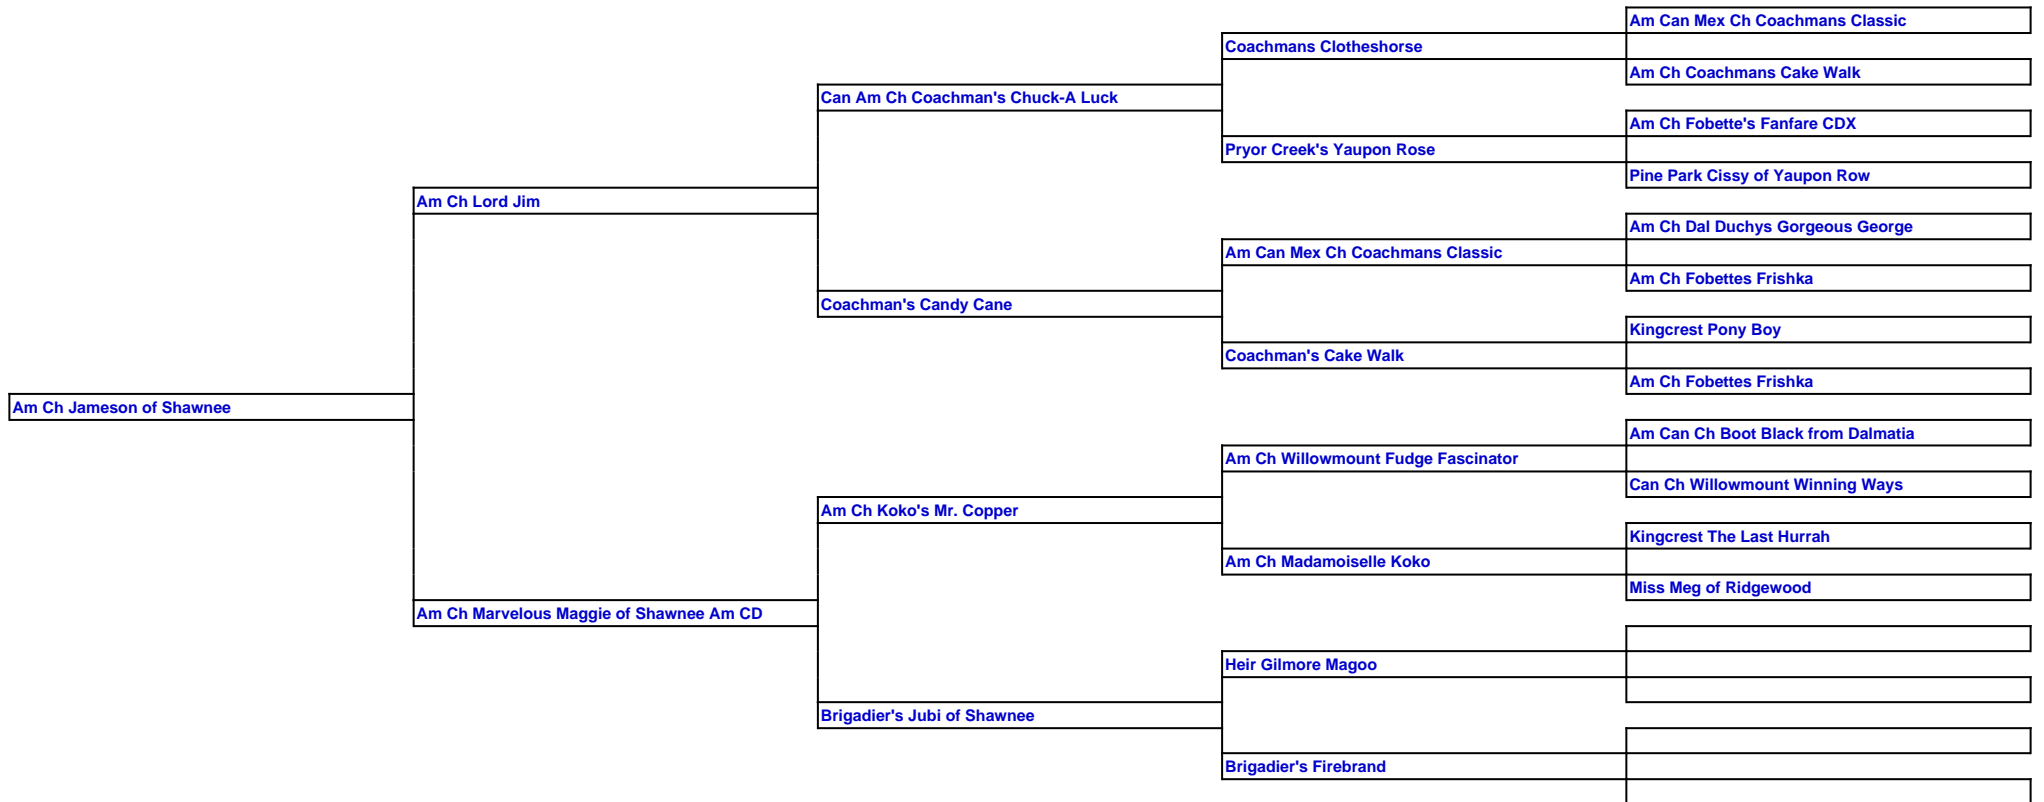 Am Can Mex Ch Coachmans Classic
Coachmans Clotheshorse
Am Ch Coachmans Cake Walk
Can Am Ch Coachman's Chuck-A Luck
Am Ch Fobette's Fanfare CDX
Pryor Creek's Yaupon Rose
Pine Park Cissy of Yaupon Row
Am Ch Lord Jim
Am Ch Dal Duchys Gorgeous George
Am Can Mex Ch Coachmans Classic
Am Ch Fobettes Frishka
Coachman's Candy Cane
Kingcrest Pony Boy
Coachman's Cake Walk
Am Ch Fobettes Frishka
Am Ch Jameson of Shawnee
Am Can Ch Boot Black from Dalmatia
Am Ch Willowmount Fudge Fascinator
Can Ch Willowmount Winning Ways
Am Ch Koko's Mr. Copper
Kingcrest The Last Hurrah
Am Ch Madamoiselle Koko
Miss Meg of Ridgewood
Am Ch Marvelous Maggie of Shawnee Am CD
Heir Gilmore Magoo
Brigadier's Jubi of Shawnee
Brigadier's Firebrand